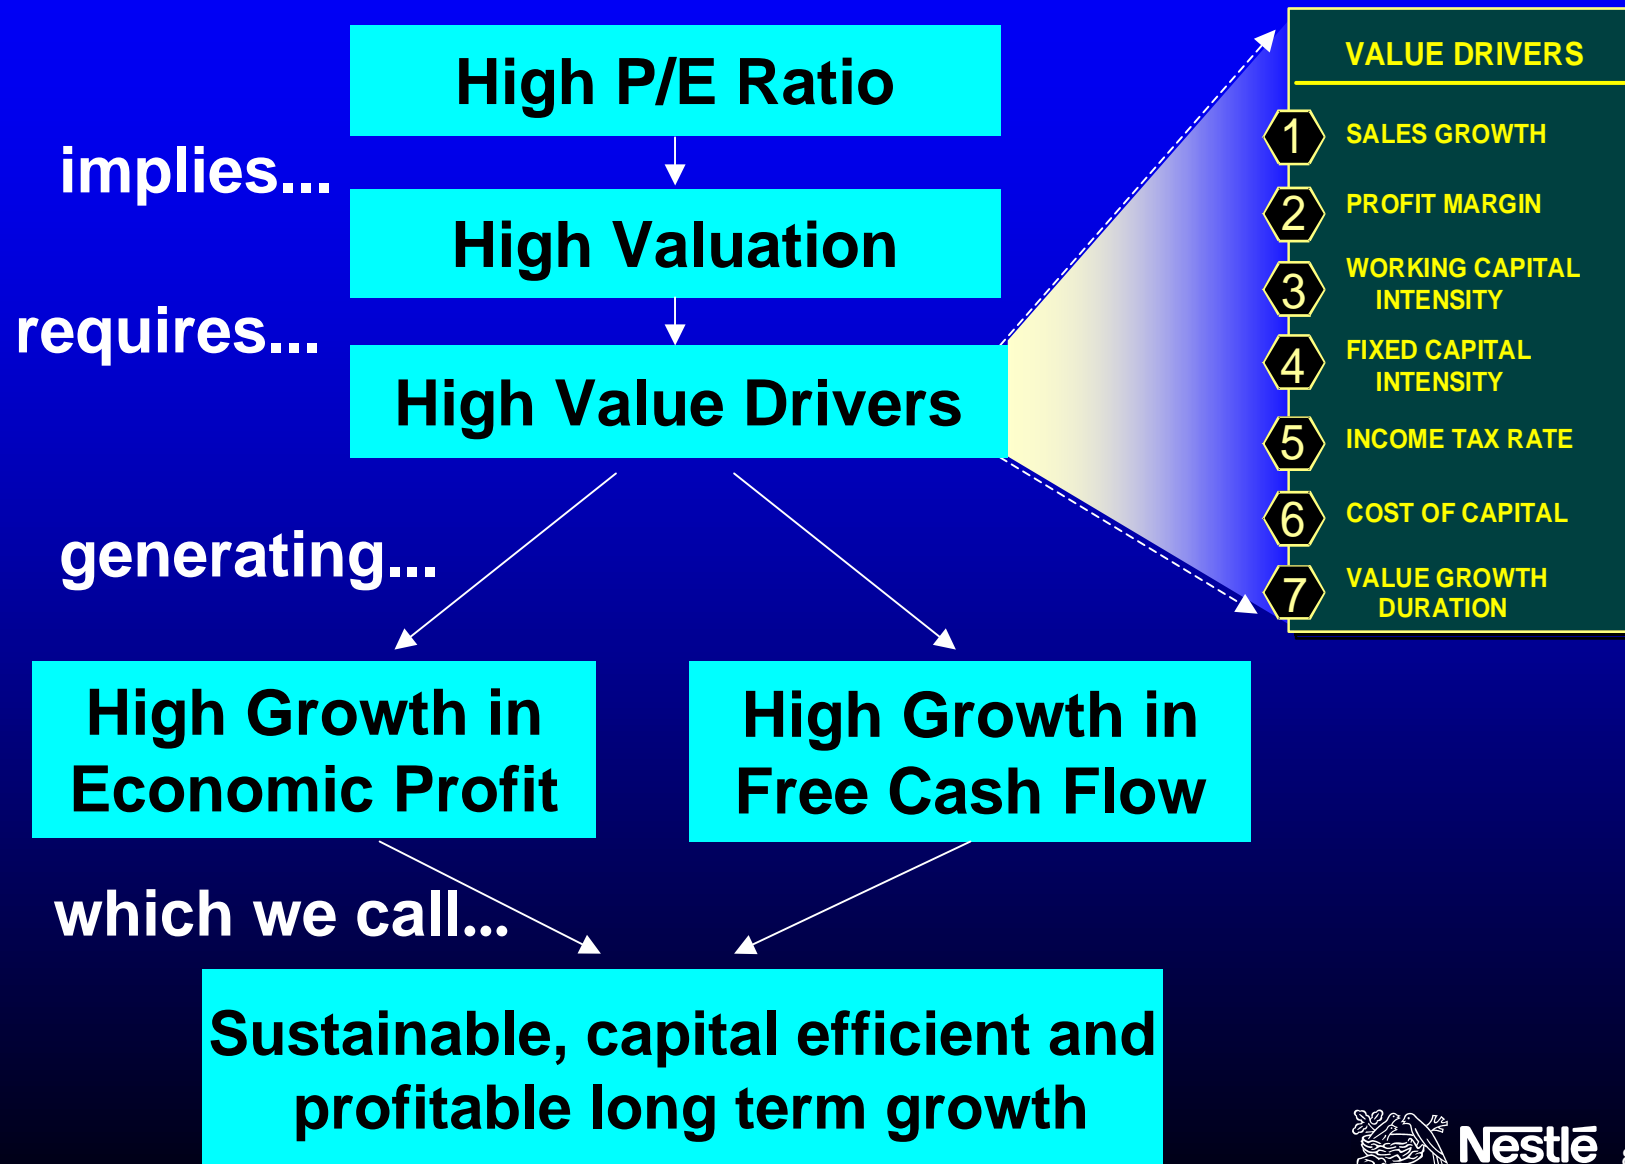 High P/E Ratio
implies...
High Valuation
requires...
High Value Drivers
generating...
High Growth in
Economic Profit
High Growth in
Free Cash Flow
which we call...
Sustainable, capital efficient and
profitable long term growth
VALUE DRIVERS
1 SALES GROWTH
2 PROFIT MARGIN
3 WORKING CAPITAL
INTENSITY
4 FIXED CAPITAL
INTENSITY
5 INCOME TAX RATE
6 COST OF CAPITAL
7 VALUE GROWTH
DURATION
Nestlé